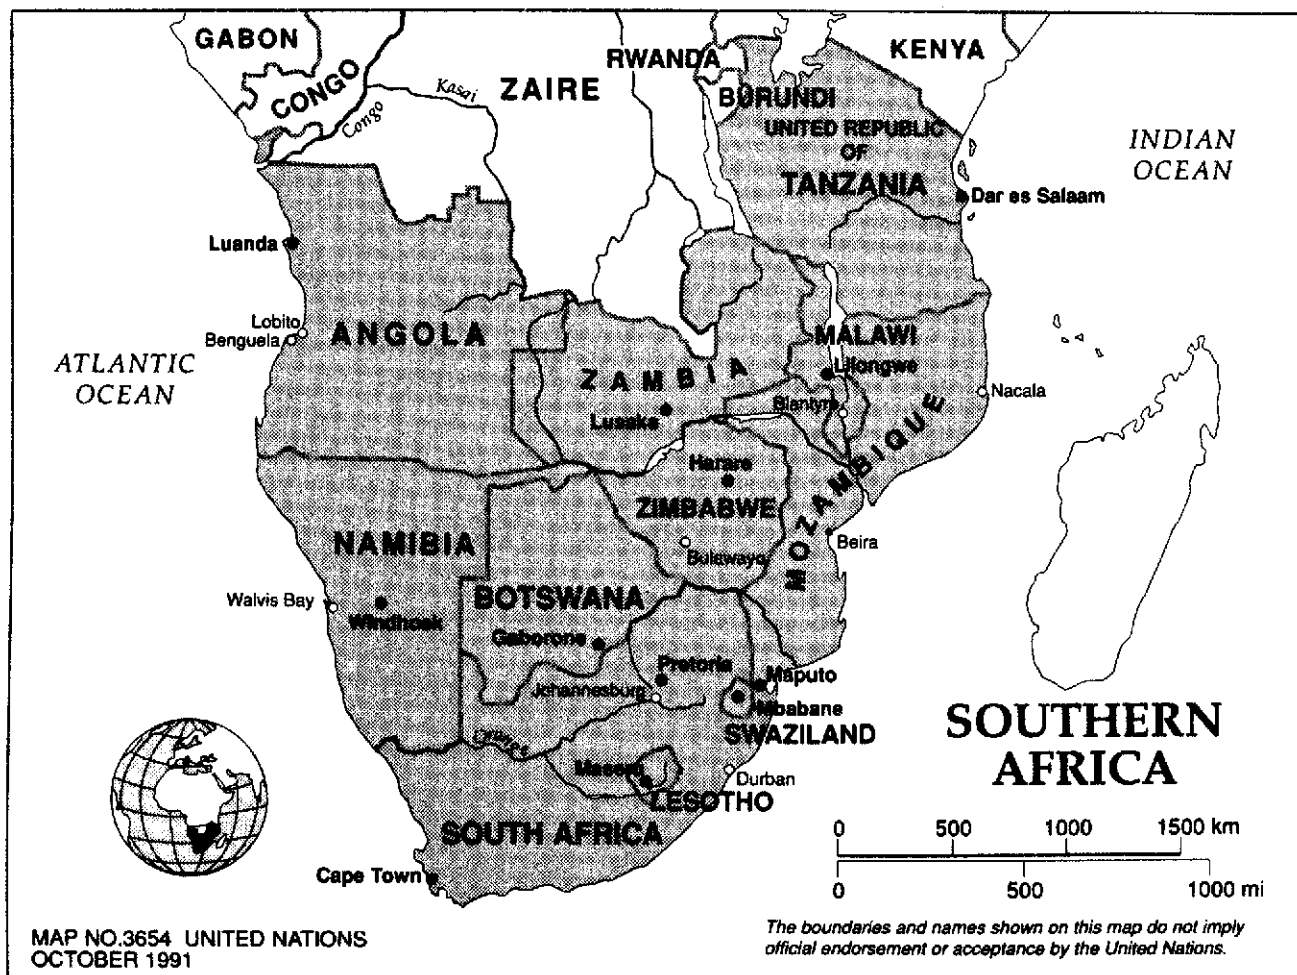 GABON
CONGO
Kasai
Congo
ZAIRE
RWANDA
BURUNDI
KENYA
UNITED REPUBLIC
OF
TANZANIA
INDIAN
OCEAN
Dar es Salaam
Luanda
Lobito
Benguela
ANGOLA
ATLANTIC
OCEAN
ZAMBIA
Lusaka
MALAWI
Lilongwe
Blantyre
Nacala
MOZAMBIQUE
Harare
ZIMBABWE
Bulawayo
Beira
NAMIBIA
Walvis Bay
Windhoek
BOTSWANA
Gaborone
Pretoria
Johannesburg
Maputo
Mbabane
SWAZILAND
Orange
Maseru
LESOTHO
Durban
SOUTH AFRICA
Cape Town
SOUTHERN
AFRICA
0 500 1000 1500 km
0 500 1000 mi
The boundaries and names shown on this map do not imply
official endorsement or acceptance by the United Nations.
MAP NO.3654 UNITED NATIONS
OCTOBER 1991